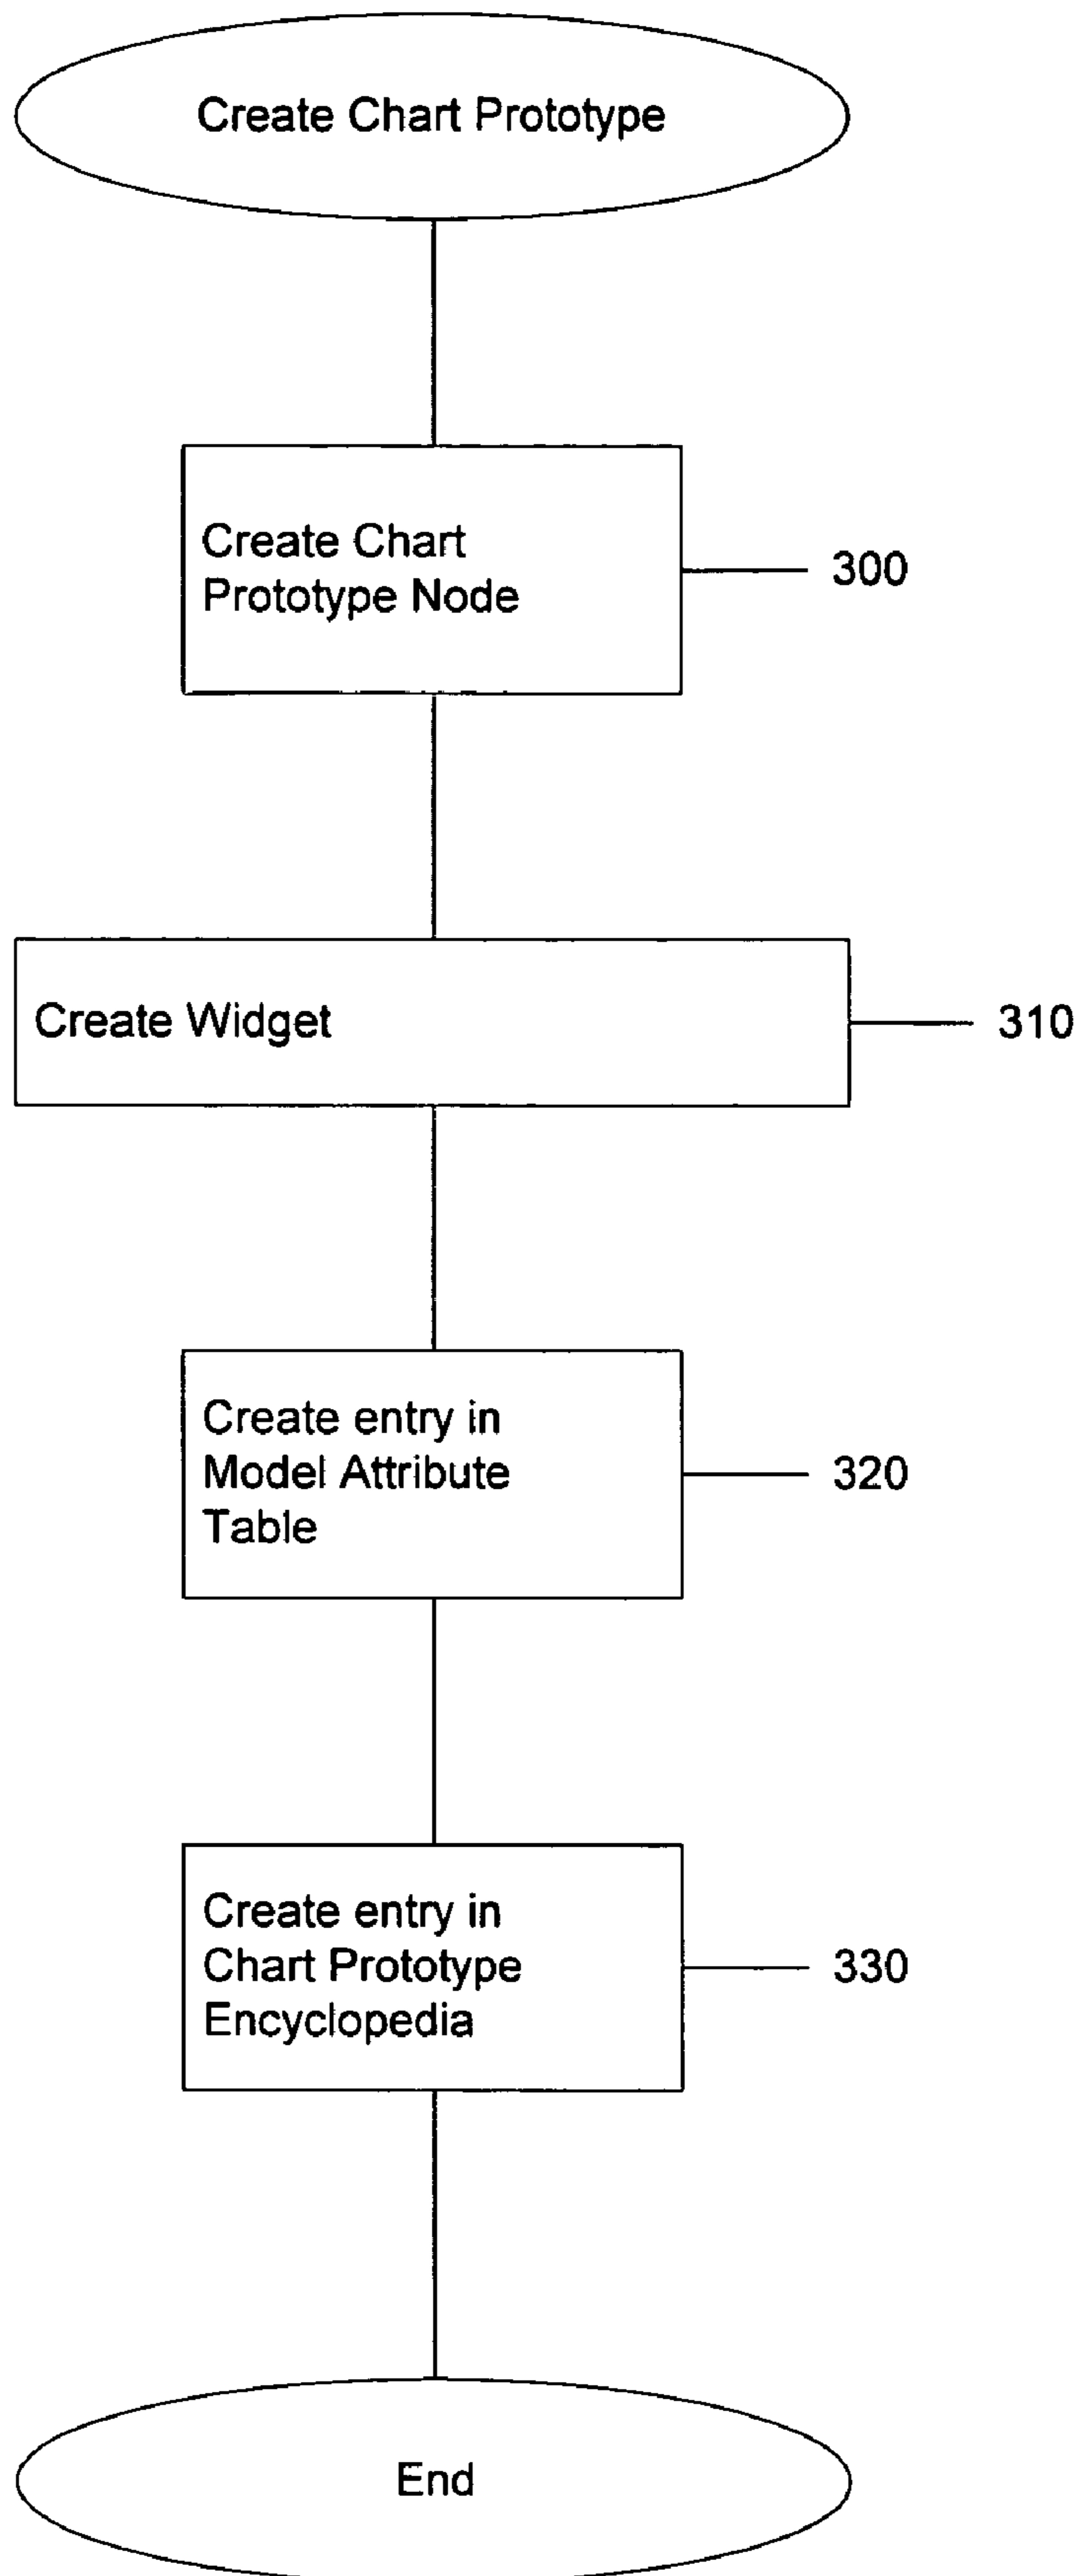 Create Chart Prototype
Create Chart
Prototype Node
300
Create Widget
310
Create entry in
Model Attribute
Table
320
Create entry in
Chart Prototype
Encyclopedia
330
End